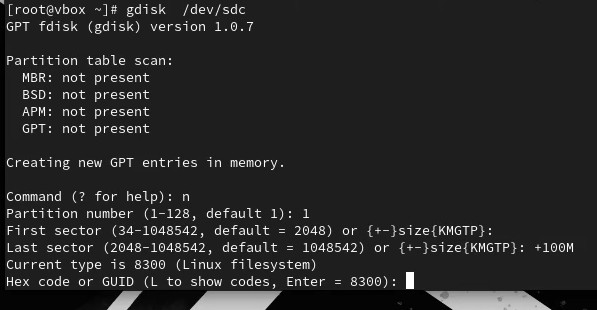 [root@vbox ~]# gdisk  /dev/sdc
GPT fdisk (gdisk) version 1.0.7

Partition table scan:
  MBR: not present
  BSD: not present
  APM: not present
  GPT: not present

Creating new GPT entries in memory.

Command (? for help): n
Partition number (1-128, default 1): 1
First sector (34-1048542, default = 2048) or {+-}size{KMGTP}:
Last sector (2048-1048542, default = 1048542) or {+-}size{KMGTP}: +100M
Current type is 8300 (Linux filesystem)
Hex code or GUID (L to show codes, Enter = 8300):